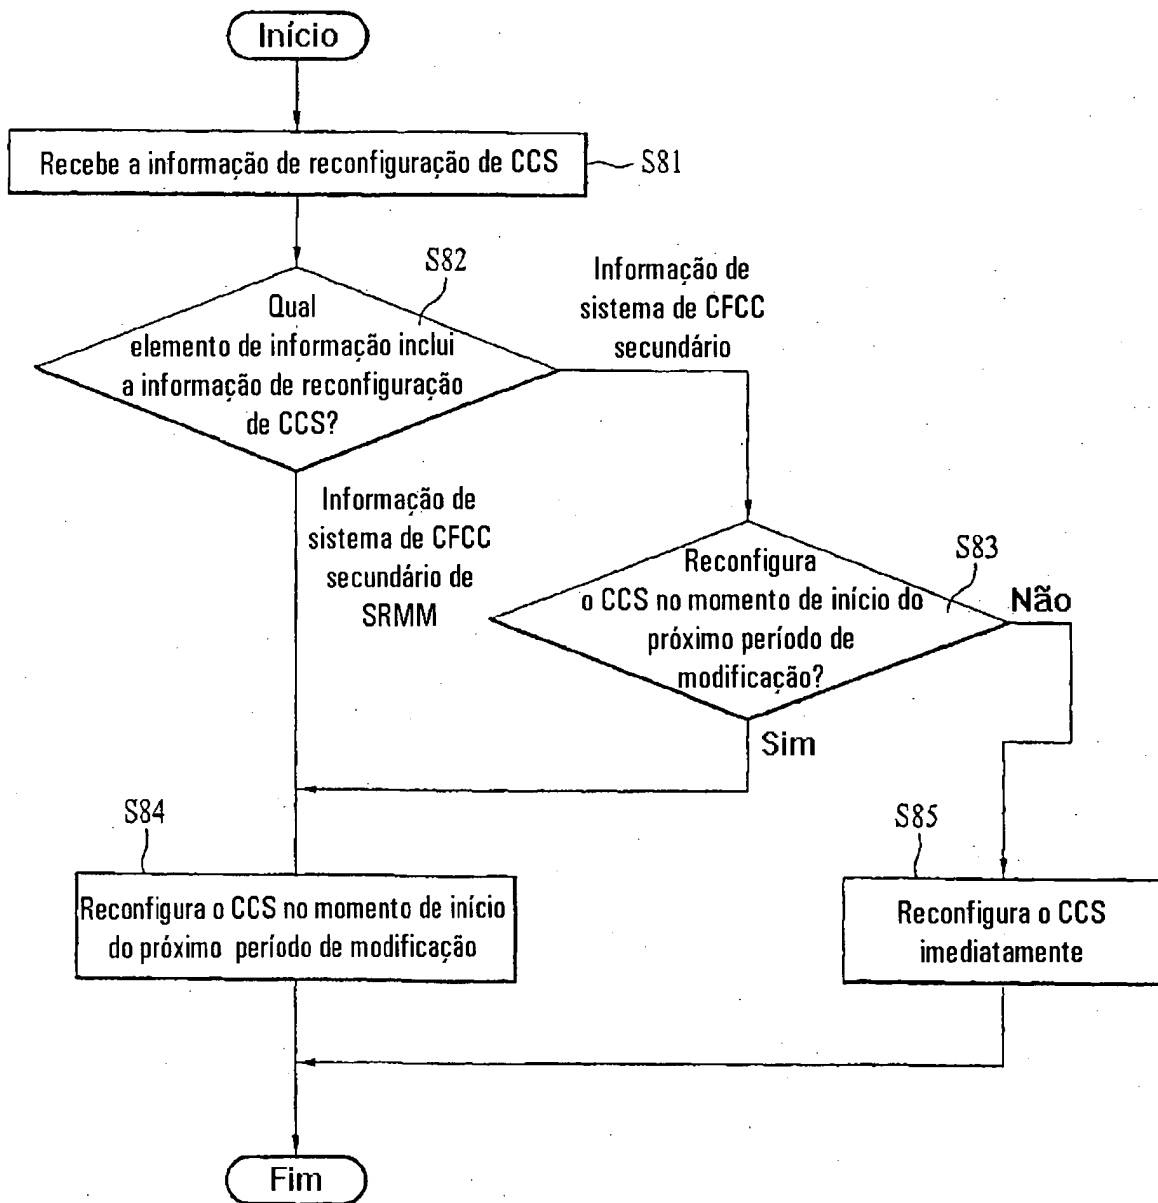 Início
Recebe a informação de reconfiguração de CCS
S81
S82
Qual
elemento de informação inclui
a informação de reconfiguração
de CCS?
Informação de
sistema de CFCC
secundário
Informação de
sistema de CFCC
secundário de
SRMM
S83
Reconfigura
o CCS no momento de início do
próximo período de
modificação?
Não
Sim
S84
Reconfigura o CCS no momento de início
do próximo período de modificação
S85
Reconfigura o CCS
imediatamente
Fim